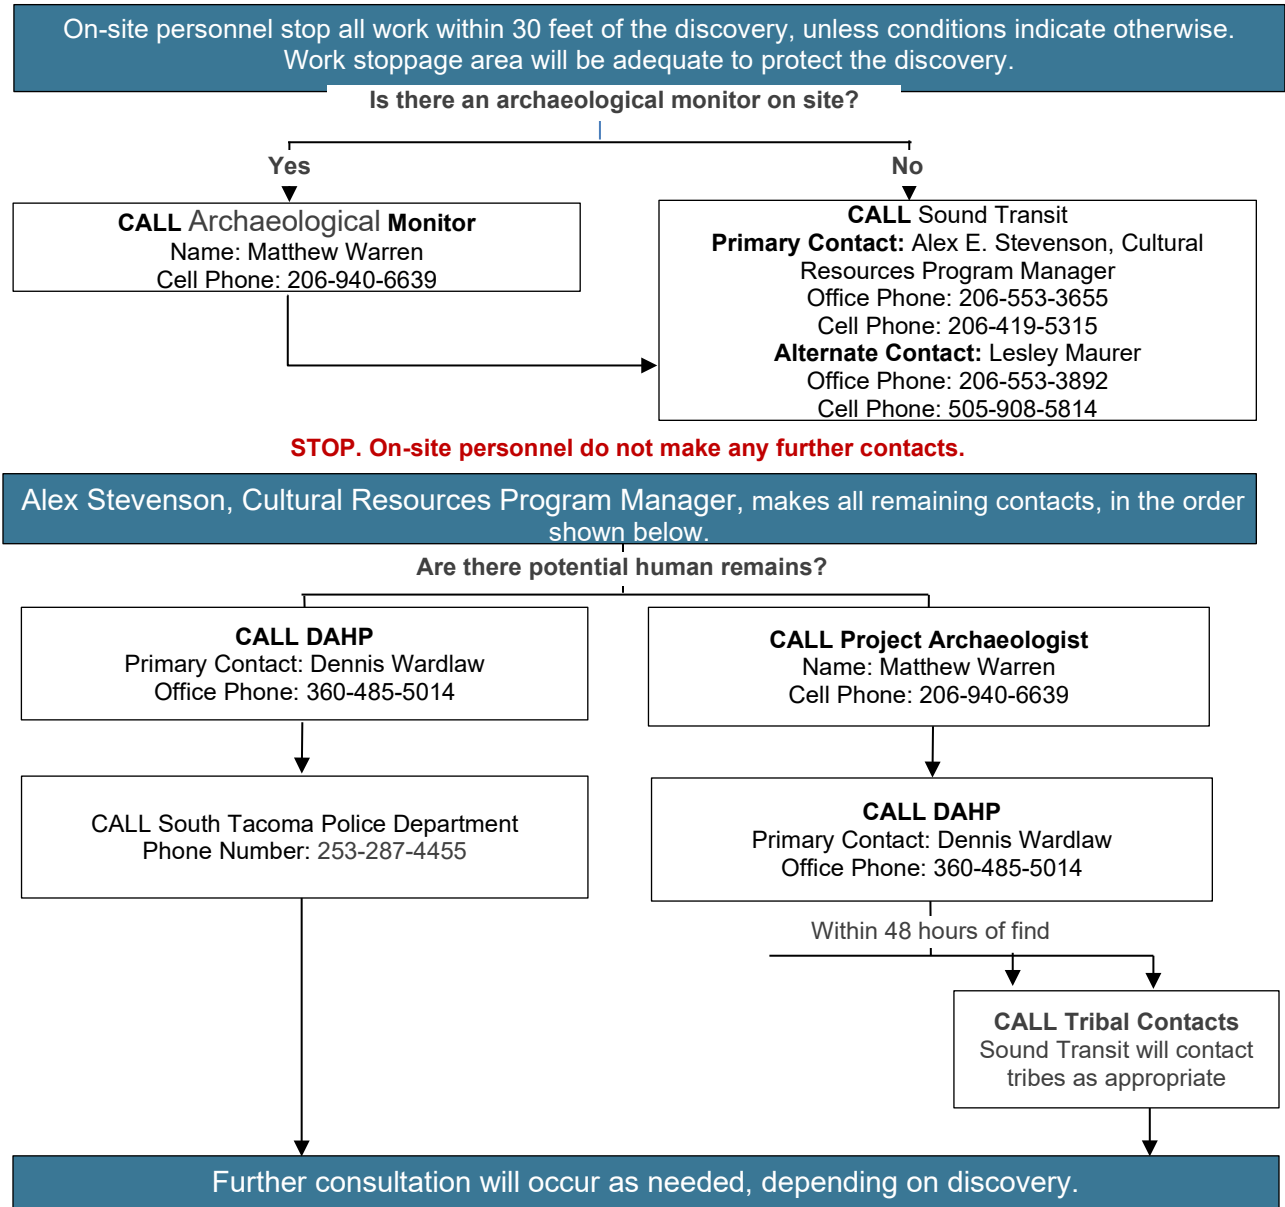 On-site personnel stop all work within 30 feet of the discovery, unless conditions indicate otherwise.
Work stoppage area will be adequate to protect the discovery.
Is there an archaeological monitor on site?
Yes
No
CALL Archaeological Monitor
Name: Matthew Warren
Cell Phone: 206-940-6639
CALL Sound Transit
Primary Contact: Alex E. Stevenson, Cultural
Resources Program Manager
Office Phone: 206-553-3655
Cell Phone: 206-419-5315
Alternate Contact: Lesley Maurer
Office Phone: 206-553-3892
Cell Phone: 505-908-5814
STOP. On-site personnel do not make any further contacts.
Alex Stevenson, Cultural Resources Program Manager, makes all remaining contacts, in the order
shown below.
Are there potential human remains?
CALL DAHP
Primary Contact: Dennis Wardlaw
Office Phone: 360-485-5014
CALL Project Archaeologist
Name: Matthew Warren
Cell Phone: 206-940-6639
CALL South Tacoma Police Department
Phone Number: 253-287-4455
CALL DAHP
Primary Contact: Dennis Wardlaw
Office Phone: 360-485-5014
Within 48 hours of find
CALL Tribal Contacts
Sound Transit will contact
tribes as appropriate
Further consultation will occur as needed, depending on discovery.